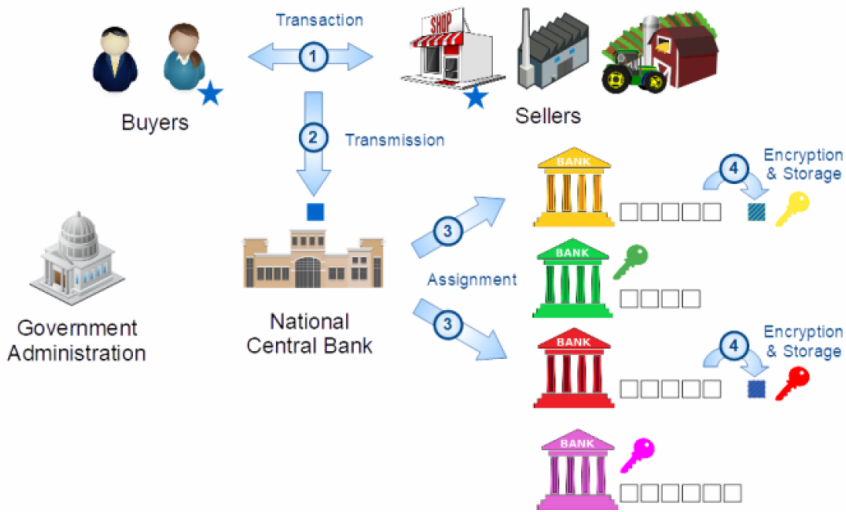 Transaction
1
SHOP
Buyers
Sellers
2
Transmission
BANK
4
Encryption
& Storage
3
BANK
Assignment
Government
Administration
National
Central Bank
3
BANK
4
Encryption
& Storage
BANK